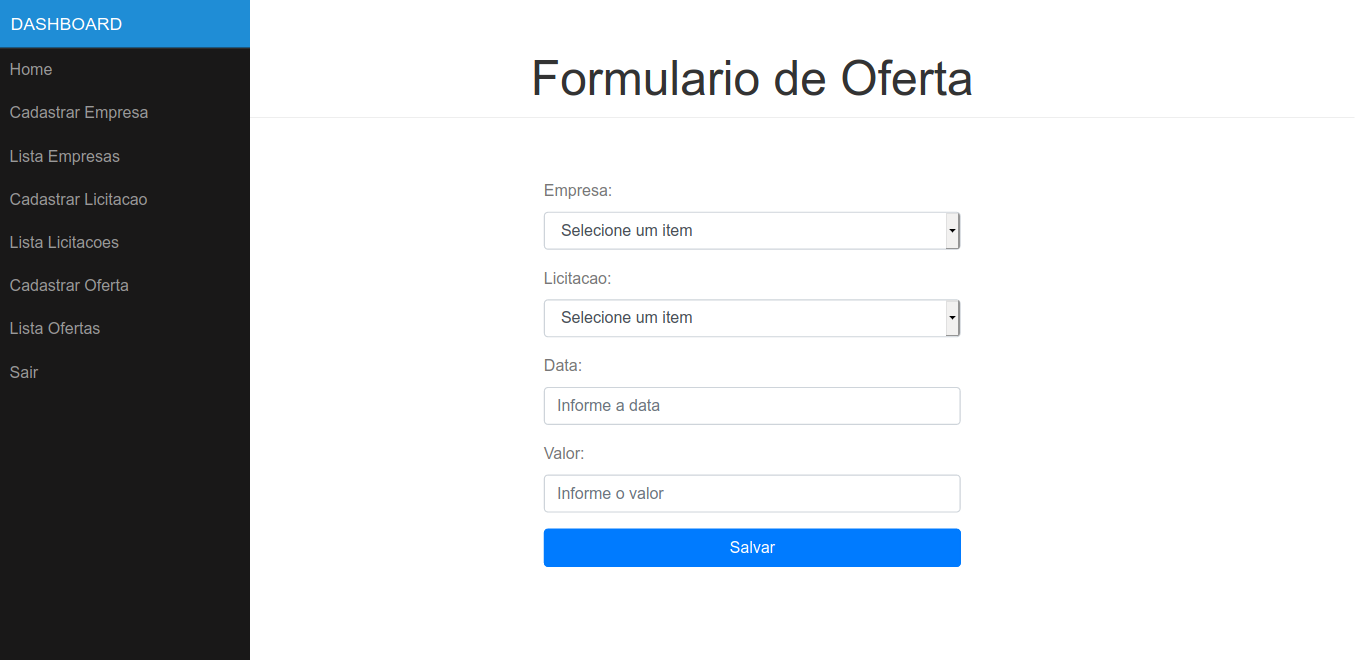 DASHBOARD
Home
Cadastrar Empresa
Lista Empresas
Cadastrar Licitacao
Lista Licitacoes
Cadastrar Oferta
Lista Ofertas
Sair
Formulario de Oferta
Empresa:
Selecione um item
Licitacao:
Selecione um item
Data:
Informe a data
Valor:
Informe o valor
Salvar